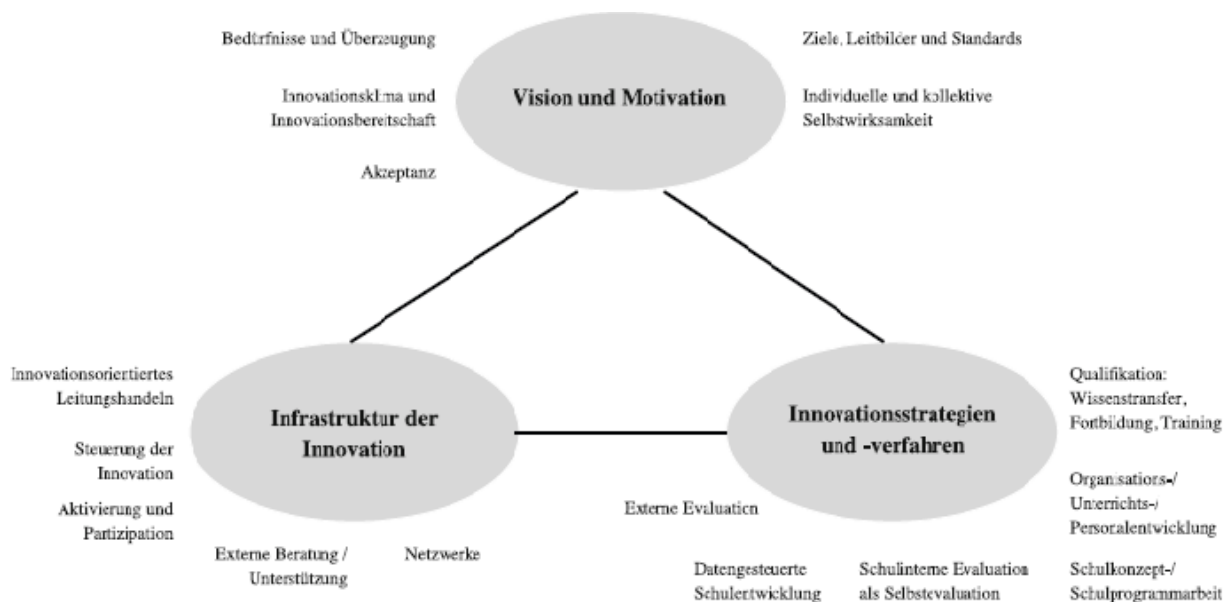 Bedürfnisse und Überzeugung
Innovationsklima und
Innovationsbereitschaft
Akzeptanz
Vision und Motivation
Ziele, Leitbilder und Standards
Individuelle und kollektive
Selbstwirksamkeit
Innovationsorientiertes
Leitungshandeln
Steuerung der
Innovation
Aktivierung und
Partizipation
Infrastruktur der
Innovation
Externe Beratung /
Unterstützung
Netzwerke
Innovationsstrategien
und -verfahren
Qualifikation:
Wissenstransfer,
Fortbildung, Training
Organisations-/
Unterrichts-/
Personalentwicklung
Externe Evaluation
Datengesteuerte
Schulentwicklung
Schulinterne Evaluation
als Selbstevaluation
Schulkonzept-/
Schulprogrammarbeit